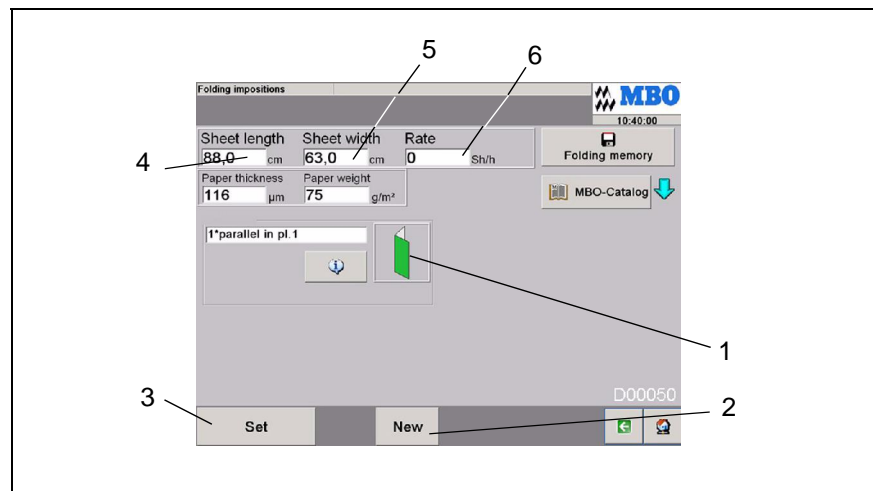 5
6
Folding impositions
MBO
10:40:00
Sheet length Sheet width Rate
4
88,0 cm 63,0 cm 0 Sh/h
Folding memory
Paper thickness Paper weight
116 µm 75 g/m²
MBO-Catalog
1*parallel in pl.1
1
D00050
3
2
Set New